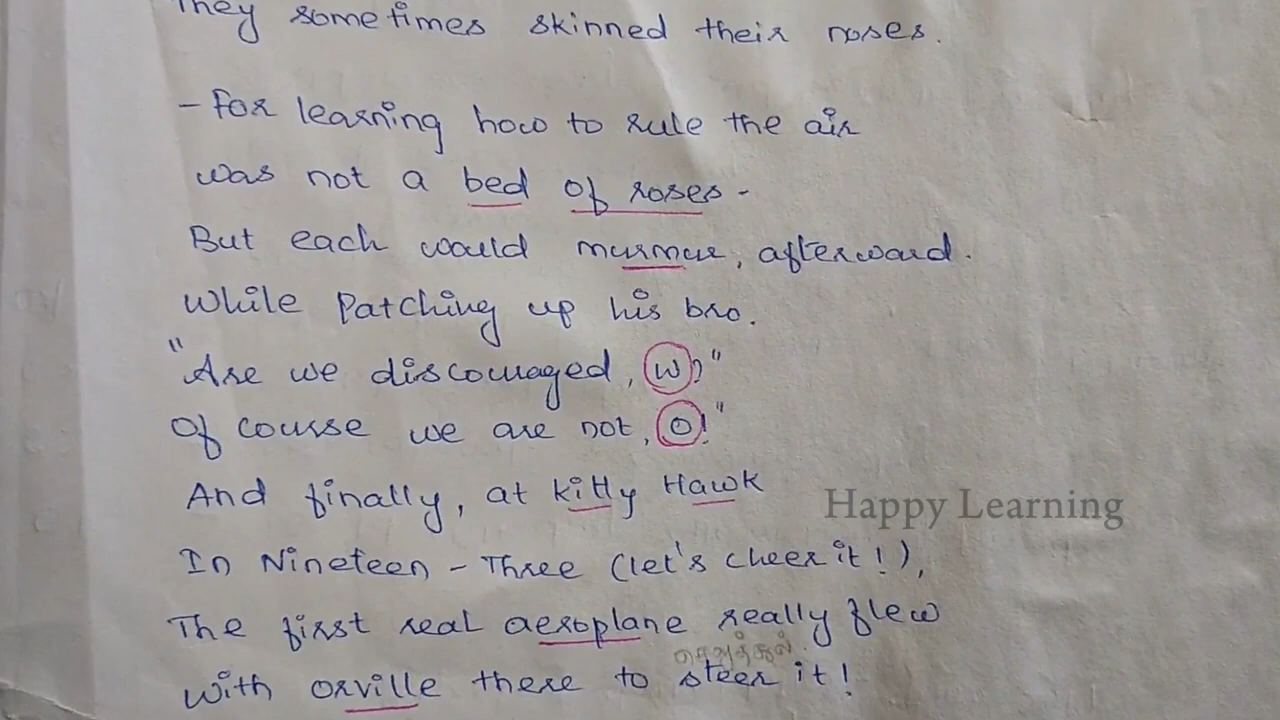 They sometimes skinned their noses.
- For learning how to rule the air
was not a bed of roses -
But each would murmur, afterward.
While Patching up his bro.
"Are we discouraged, W?"
Of course we are not, O!"
And finally, at Kitty Hawk
Happy Learning
In Nineteen - Three (let's cheer it!),
The first real aeroplane really flew
செலுத்தல்
With orville there to steer it!